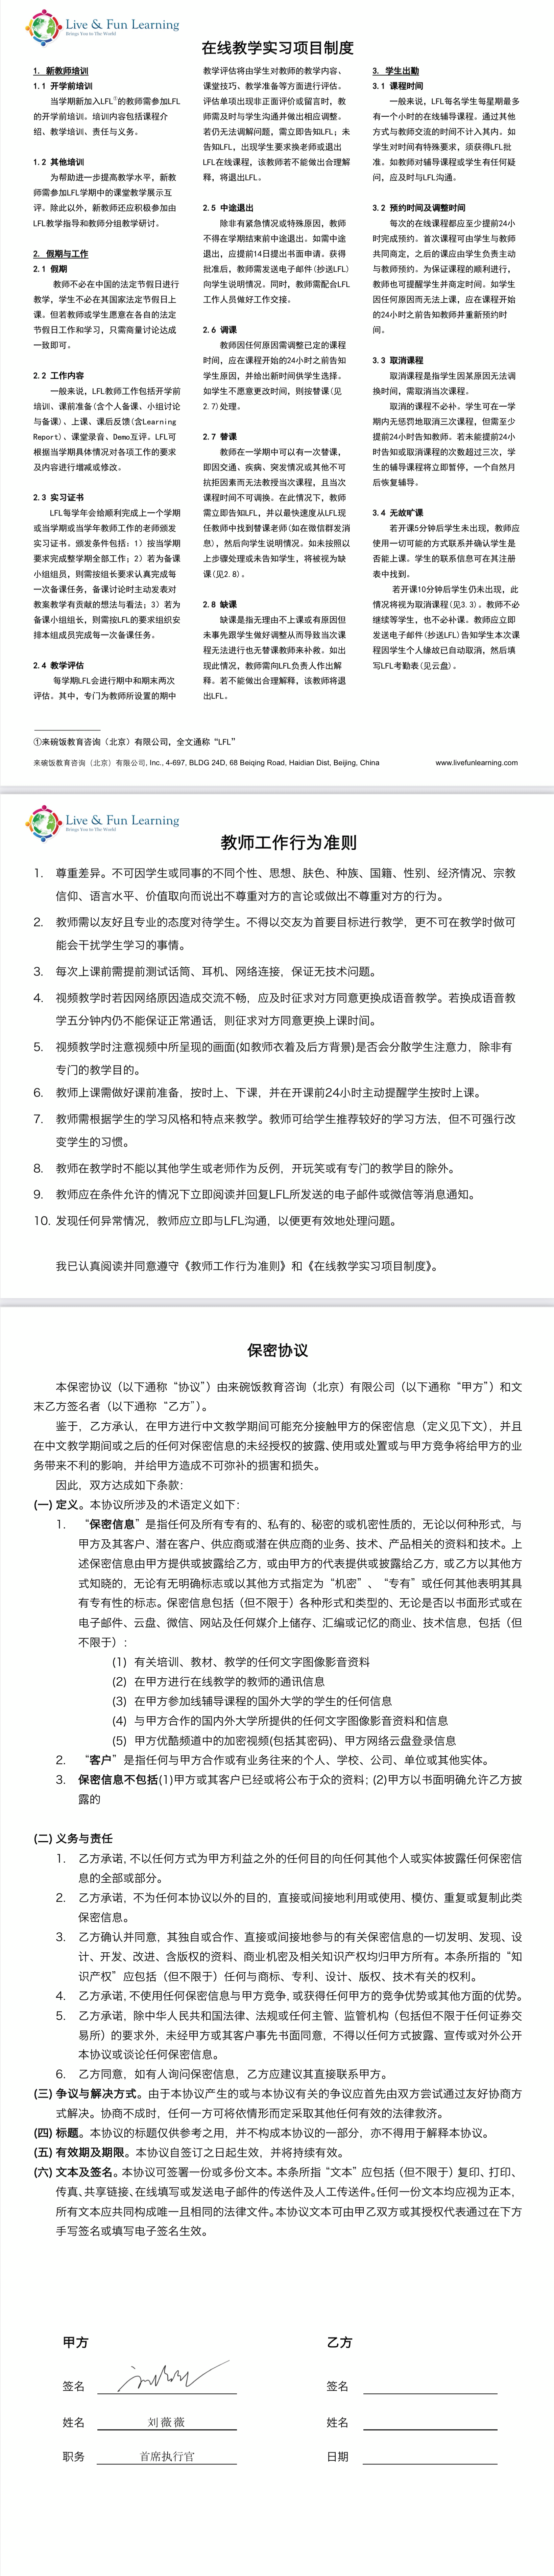 Live & Fun Learning
Brings You to The World
在线教学实习项目制度
1. 新教师培训
1.1 开学前培训
当学期新加入LFL①的教师需参加LFL
的开学前培训。培训内容包括课程介
绍、教学培训、责任与义务。
1.2 其他培训
为帮助进一步提高教学水平，新教
师需参加LFL学期中的课堂教学展示互
评。除此以外，新教师还应积极参加由
LFL教学指导和教师分组教学研讨。
2. 假期与工作
2.1 假期
教师不必在中国的法定节假日进行
教学，学生不必在其国家法定节假日上
课。但若教师或学生愿意在各自的法定
节假日工作和学习，只需商量讨论达成
一致即可。
2.2 工作内容
一般来说，LFL教师工作包括开学前
培训、课前准备(含个人备课、小组讨论
与备课)、上课、课后反馈(含Learning
Report)、课堂录音、Demo互评。LFL可
根据当学期具体情况对各项工作的要求
及内容进行增减或修改。
2.3 实习证书
LFL每学年会给顺利完成上一个学期
或当学期或当学年教师工作的老师颁发
实习证书。颁发条件包括：1）按当学期
要求完成整学期全部工作；2）若为备课
小组组员，则需按组长要求认真完成每
一次备课任务，备课讨论时主动发表对
教案教学有贡献的想法与看法；3）若为
备课小组组长，则需按LFL的要求组织安
排本组成员完成每一次备课任务。
2.4 教学评估
每学期LFL会进行期中和期末两次
评估。其中，专门为教师所设置的期中
教学评估将由学生对教师的教学内容、
课堂技巧、教学准备等方面进行评估。
评估单项出现非正面评价或留言时，教
师需及时与学生沟通并做出相应调整。
若仍无法调解问题，需立即告知LFL；未
告知LFL，出现学生要求换老师或退出
LFL在线课程，该教师若不能做出合理解
释，将退出LFL。
2.5 中途退出
除非有紧急情况或特殊原因，教师
不得在学期结束前中途退出。如需中途
退出，应提前14日提出书面申请。获得
批准后，教师需发送电子邮件(抄送LFL)
向学生说明情况。同时，教师需配合LFL
工作人员做好工作交接。
2.6 调课
教师因任何原因需调整已定的课程
时间，应在课程开始的24小时之前告知
学生原因，并给出新时间供学生选择。
如学生不愿意更改时间，则按替课(见
2.7)处理。
2.7 替课
教师在一学期中可以有一次替课，
即因交通、疾病、突发情况或其他不可
抗拒因素而无法教授当次课程，且当次
课程时间不可调换。在此情况下，教师
需立即告知LFL，并以最快速度从LFL现
任教师中找到替课老师(如在微信群发消
息)，然后向学生说明情况。如未按照以
上步骤处理或未告知学生，将被视为缺
课(见2.8)。
2.8 缺课
缺课是指无理由不上课或有原因但
未事先跟学生做好调整从而导致当次课
程无法进行也无替课教师来补救。如出
现此情况，教师需向LFL负责人作出解
释。若不能做出合理解释，该教师将退
出LFL。
3. 学生出勤
3.1 课程时间
一般来说，LFL每名学生每星期最多
有一个小时的在线辅导课程。通过其他
方式与教师交流的时间不计入其内。如
学生对时间有特殊要求，须获得LFL批
准。如教师对辅导课程或学生有任何疑
问，应及时与LFL沟通。
3.2 预约时间及调整时间
每次的在线课程都应至少提前24小
时完成预约。首次课程可由学生与教师
共同商定，之后的课由学生负责主动
与教师预约。为保证课程的顺利进行，
教师也可提醒学生并商定时间。如学生
因任何原因而无法上课，应在课程开始
的24小时之前告知教师并重新预约时
间。
3.3 取消课程
取消课程是指学生因某原因无法调
换时间，需取消当次课程。
取消的课程不必补。学生可在一学
期内无惩罚地取消三次课程，但需至少
提前24小时告知教师。若未能提前24小
时告知或取消课程的次数超过三次，学
生的辅导课程将立即暂停，一个自然月
后恢复辅导。
3.4 无故旷课
若开课5分钟后学生未出现，教师应
使用一切可能的方式联系并确认学生是
否能上课。学生的联系信息可在其注册
表中找到。
若开课10分钟后学生仍未出现，此
情况将视为取消课程(见3.3)。教师不必
继续等学生，也不必补课。教师应立即
发送电子邮件(抄送LFL)告知学生本次课
程因学生个人缘故已自动取消，然后填
写LFL考勤表(见云盘)。
①来碗饭教育咨询（北京）有限公司，全文通称“LFL”
来碗饭教育咨询（北京）有限公司, Inc., 4-697, BLDG 24D, 68 Beiqing Road, Haidian Dist, Beijing, China www.livefunlearning.com
Live & Fun Learning
Brings You to The World
教师工作行为准则
1. 尊重差异。不可因学生或同事的不同个性、思想、肤色、种族、国籍、性别、经济情况、宗教
信仰、语言水平、价值取向而说出不尊重对方的言论或做出不尊重对方的行为。
2. 教师需以友好且专业的态度对待学生。不得以交友为首要目标进行教学，更不可在教学时做可
能会干扰学生学习的事情。
3. 每次上课前需提前测试话筒、耳机、网络连接，保证无技术问题。
4. 视频教学时若因网络原因造成交流不畅，应及时征求对方同意更换成语音教学。若换成语音教
学五分钟内仍不能保证正常通话，则征求对方同意更换上课时间。
5. 视频教学时注意视频中所呈现的画面(如教师衣着及后方背景)是否会分散学生注意力，除非有
专门的教学目的。
6. 教师上课需做好课前准备，按时上、下课，并在开课前24小时主动提醒学生按时上课。
7. 教师需根据学生的学习风格和特点来教学。教师可给学生推荐较好的学习方法，但不可强行改
变学生的习惯。
8. 教师在教学时不能以其他学生或老师作为反例，开玩笑或有专门的教学目的除外。
9. 教师应在条件允许的情况下立即阅读并回复LFL所发送的电子邮件或微信等消息通知。
10. 发现任何异常情况，教师应立即与LFL沟通，以便更有效地处理问题。
我已认真阅读并同意遵守《教师工作行为准则》和《在线教学实习项目制度》。
保密协议
本保密协议（以下通称“协议”）由来碗饭教育咨询（北京）有限公司（以下通称“甲方”）和文
末乙方签名者（以下通称“乙方”）。
鉴于，乙方承认，在甲方进行中文教学期间可能充分接触甲方的保密信息（定义见下文），并且
在中文教学期间或之后的任何对保密信息的未经授权的披露、使用或处置或与甲方竞争将给甲方的业
务带来不利的影响，并给甲方造成不可弥补的损害和损失。
因此，双方达成如下条款：
(一) 定义。本协议所涉及的术语定义如下：
1. “保密信息”是指任何及所有专有的、私有的、秘密的或机密性质的，无论以何种形式，与
甲方及其客户、潜在客户、供应商或潜在供应商的业务、技术、产品相关的资料和技术。上
述保密信息由甲方提供或披露给乙方，或由甲方的代表提供或披露给乙方，或乙方以其他方
式知晓的，无论有无明确标志或以其他方式指定为“机密”、“专有”或任何其他表明其具
有专有性的标志。保密信息包括（但不限于）各种形式和类型的、无论是否以书面形式或在
电子邮件、云盘、微信、网站及任何媒介上储存、汇编或记忆的商业、技术信息，包括（但
不限于）：
(1) 有关培训、教材、教学的任何文字图像影音资料
(2) 在甲方进行在线教学的教师的通讯信息
(3) 在甲方参加线辅导课程的国外大学的学生的任何信息
(4) 与甲方合作的国内外大学所提供的任何文字图像影音资料和信息
(5) 甲方优酷频道中的加密视频(包括其密码)、甲方网络云盘登录信息
2. “客户”是指任何与甲方合作或有业务往来的个人、学校、公司、单位或其他实体。
3. 保密信息不包括(1)甲方或其客户已经或将公布于众的资料；(2)甲方以书面明确允许乙方披
露的
(二) 义务与责任
1. 乙方承诺, 不以任何方式为甲方利益之外的任何目的向任何其他个人或实体披露任何保密信
息的全部或部分。
2. 乙方承诺，不为任何本协议以外的目的，直接或间接地利用或使用、模仿、重复或复制此类
保密信息。
3. 乙方确认并同意，其独自或合作、直接或间接地参与的有关保密信息的一切发明、发现、设
计、开发、改进、含版权的资料、商业机密及相关知识产权均归甲方所有。本条所指的“知
识产权”应包括（但不限于）任何与商标、专利、设计、版权、技术有关的权利。
4. 乙方承诺, 不使用任何保密信息与甲方竞争, 或获得任何甲方的竞争优势或其他方面的优势。
5. 乙方承诺，除中华人民共和国法律、法规或任何主管、监管机构（包括但不限于任何证券交
易所）的要求外，未经甲方或其客户事先书面同意，不得以任何方式披露、宣传或对外公开
本协议或谈论任何保密信息。
6. 乙方同意，如有人询问保密信息，乙方应建议其直接联系甲方。
(三) 争议与解决方式。由于本协议产生的或与本协议有关的争议应首先由双方尝试通过友好协商方
式解决。协商不成时，任何一方可将依情形而定采取其他任何有效的法律救济。
(四) 标题。本协议的标题仅供参考之用，并不构成本协议的一部分，亦不得用于解释本协议。
(五) 有效期及期限。本协议自签订之日起生效，并将持续有效。
(六) 文本及签名。本协议可签署一份或多份文本。本条所指“文本”应包括（但不限于）复印、打印、
传真、共享链接、在线填写或发送电子邮件的传送件及人工传送件。任何一份文本均应视为正本，
所有文本应共同构成唯一且相同的法律文件。本协议文本可由甲乙双方或其授权代表通过在下方
手写签名或填写电子签名生效。
甲方 乙方
签名 签名
姓名 刘薇薇 姓名
职务 首席执行官 日期